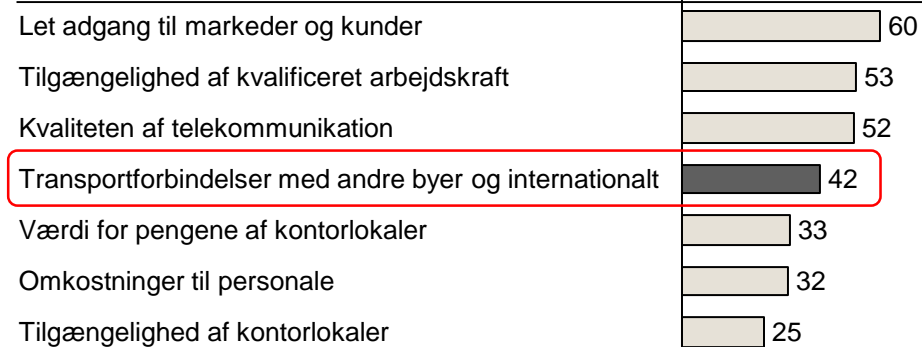 Let adgang til markeder og kunder 60
Tilgængelighed af kvalificeret arbejdskraft 53
Kvaliteten af telekommunikation 52
Transportforbindelser med andre byer og internationalt 42
Værdi for pengene af kontorlokaler 33
Omkostninger til personale 32
Tilgængelighed af kontorlokaler 25